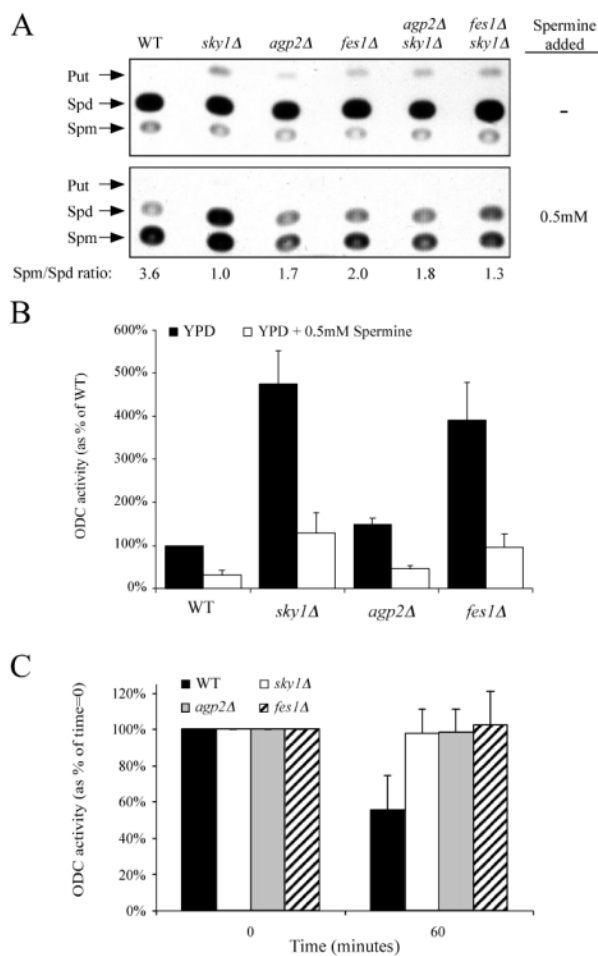 A
WT sky1Δ agp2Δ fes1Δ agp2Δ sky1Δ fes1Δ sky1Δ Spermine added
Put
Spd
Spm
-
Put
Spd
Spm
0.5mM
Spm/Spd ratio: 3.6 1.0 1.7 2.0 1.8 1.3
B
YPD YPD + 0.5mM Spermine
ODC activity (as % of WT)
600%
500%
400%
300%
200%
100%
0%
WT sky1Δ agp2Δ fes1Δ
C
WT sky1Δ
agp2Δ fes1Δ
ODC activity (as % of time=0)
120%
100%
80%
60%
40%
20%
0%
0 60
Time (minutes)